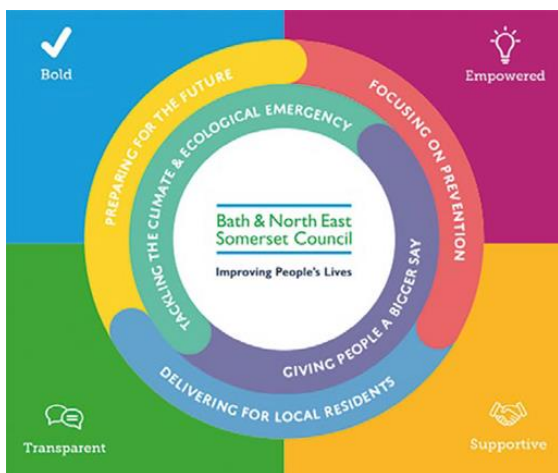 Bold
Empowered
PREPARING FOR THE FUTURE
FOCUSING ON PREVENTION
TACKLING THE CLIMATE & ECOLOGICAL EMERGENCY
Bath & North East
Somerset Council
Improving People's Lives
GIVING PEOPLE A BIGGER SAY
DELIVERING FOR LOCAL RESIDENTS
Transparent
Supportive